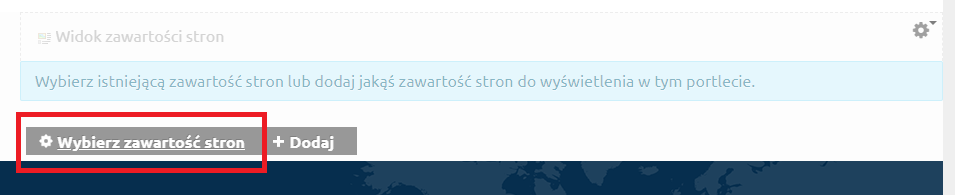 Widok zawartości stron
Wybierz istniejącą zawartość stron lub dodaj jakąś zawartość stron do wyświetlenia w tym portlecie.
Wybierz zawartość stron Dodaj